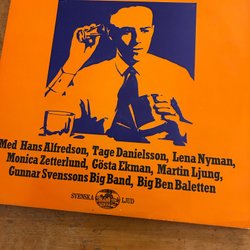 Med Hans Alfredson, Tage Danielsson, Lena Nyman,
Monica Zetterlund, Gösta Ekman, Martin Ljung,
Gunnar Svenssons Big Band, Big Ben Baletten
SVENSKA LJUD